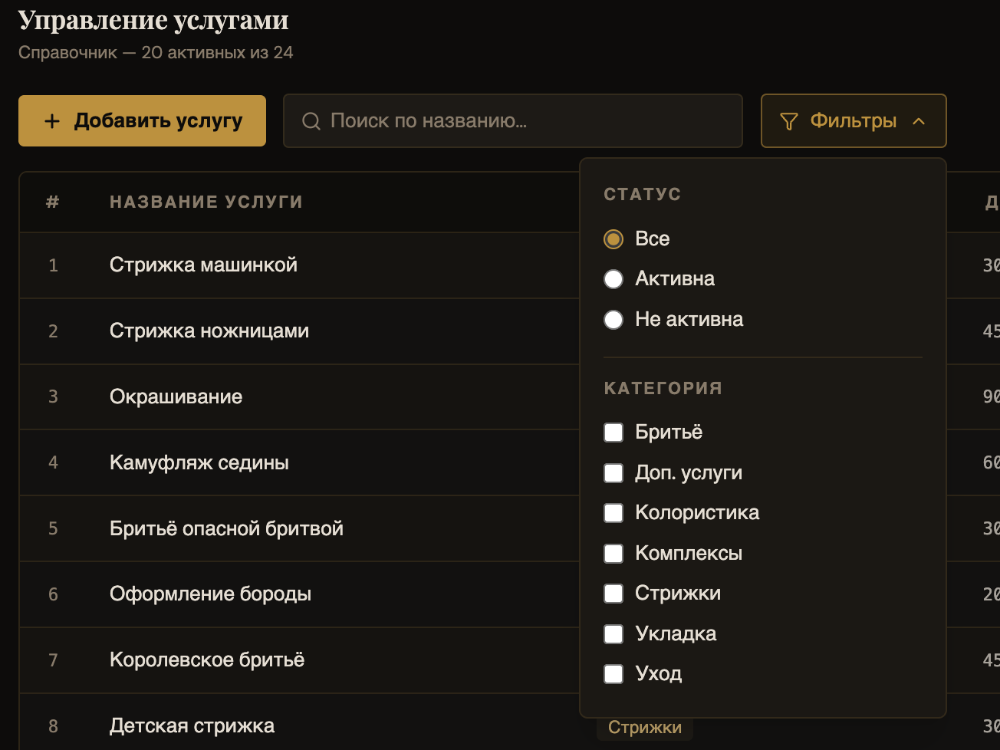 Управление услугами
Справочник — 20 активных из 24
+ Добавить услугу
Поиск по названию...
Фильтры
# НАЗВАНИЕ УСЛУГИ
1 Стрижка машинкой
2 Стрижка ножницами
3 Окрашивание
4 Камуфляж седины
5 Бритьё опасной бритвой
6 Оформление бороды
7 Королевское бритьё
8 Детская стрижка Стрижки
СТАТУС
Все
Активна
Не активна
КАТЕГОРИЯ
Бритьё
Доп. услуги
Колористика
Комплексы
Стрижки
Укладка
Уход
Д
30
45
90
60
30
20
45
30